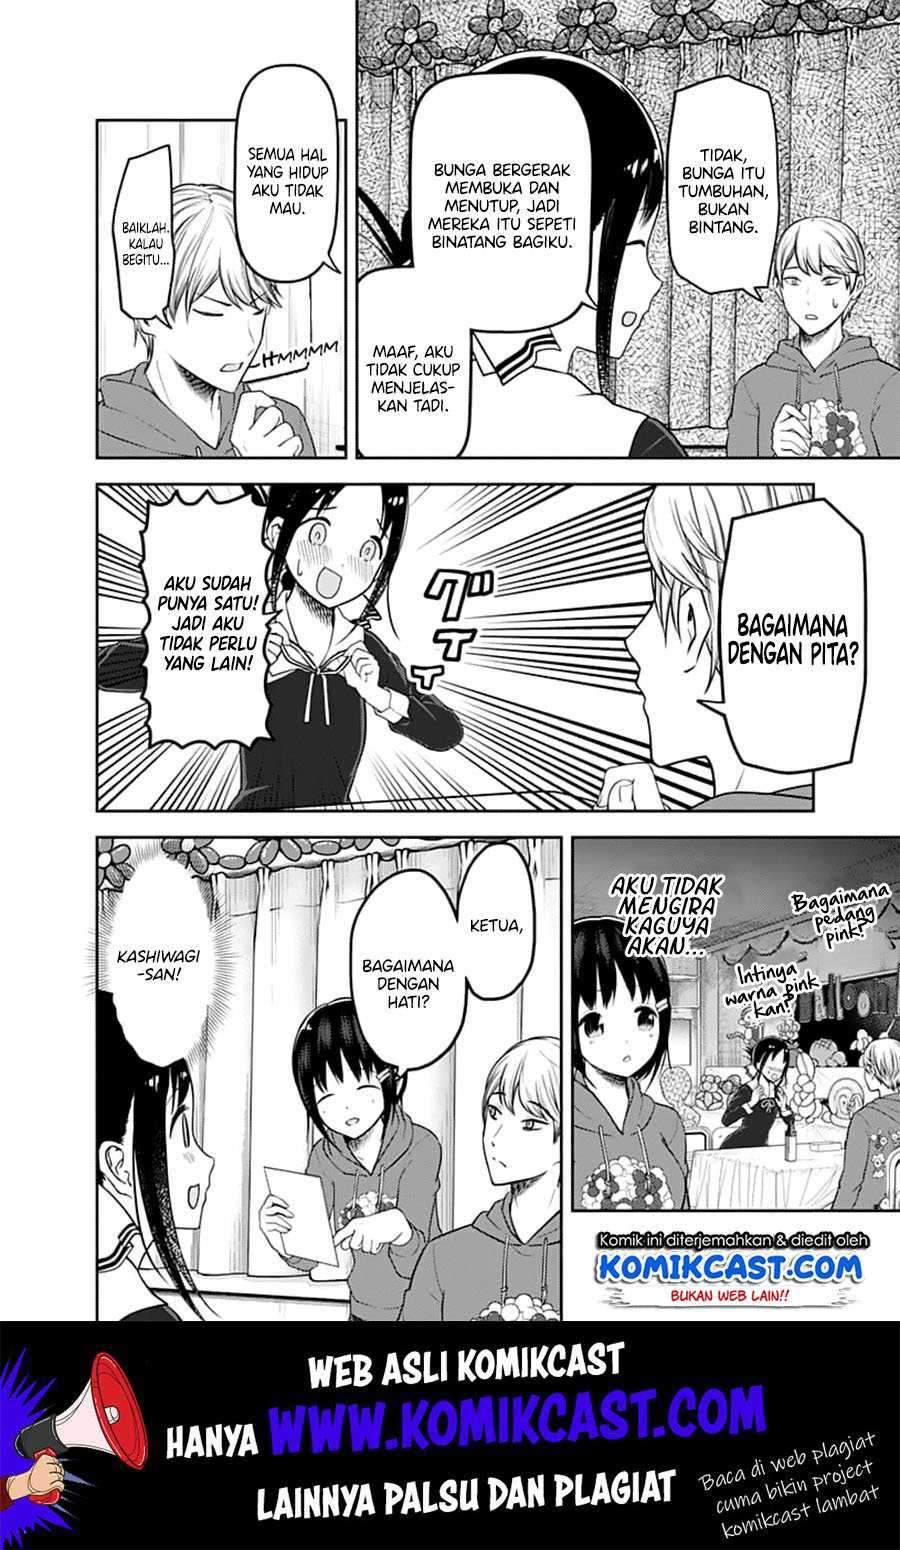 TIDAK,
BUNGA ITU
TUMBUHAN,
BUKAN
BINTANG.
BUNGA BERGERAK
MEMBUKA DAN
MENUTUP, JADI
MEREKA ITU SEPETI
BINATANG BAGIKU.
MAAF, AKU
TIDAK CUKUP
MENJELAS-
KAN TADI.
SEMUA HAL
YANG HIDUP
AKU TIDAK
MAU.
BAIKLAH.
KALAU
BEGITU...
HMMMM
BAGAIMANA
DENGAN PITA?
グイイッ
AKU SUDAH
PUNYA SATU!
JADI AKU
TIDAK PERLU
YANG LAIN!
AKU TIDAK
MENGIRA
KAGUYA
AKAN...
Bagaimana
pedang
pink?
Intinya
warna pink
kan?
KETUA,
BAGAIMANA
DENGAN
HATI?
KASHIWAGI
-SAN!
Komik ini diterjemahkan & diedit oleh
KOMIKCAST.COM
BUKAN WEB LAIN!!
WEB ASLI KOMIKCAST
HANYA WWW.KOMIKCAST.COM
LAINNYA PALSU DAN PLAGIAT
Baca di web plagiat
cuma bikin project
komikcast lambat